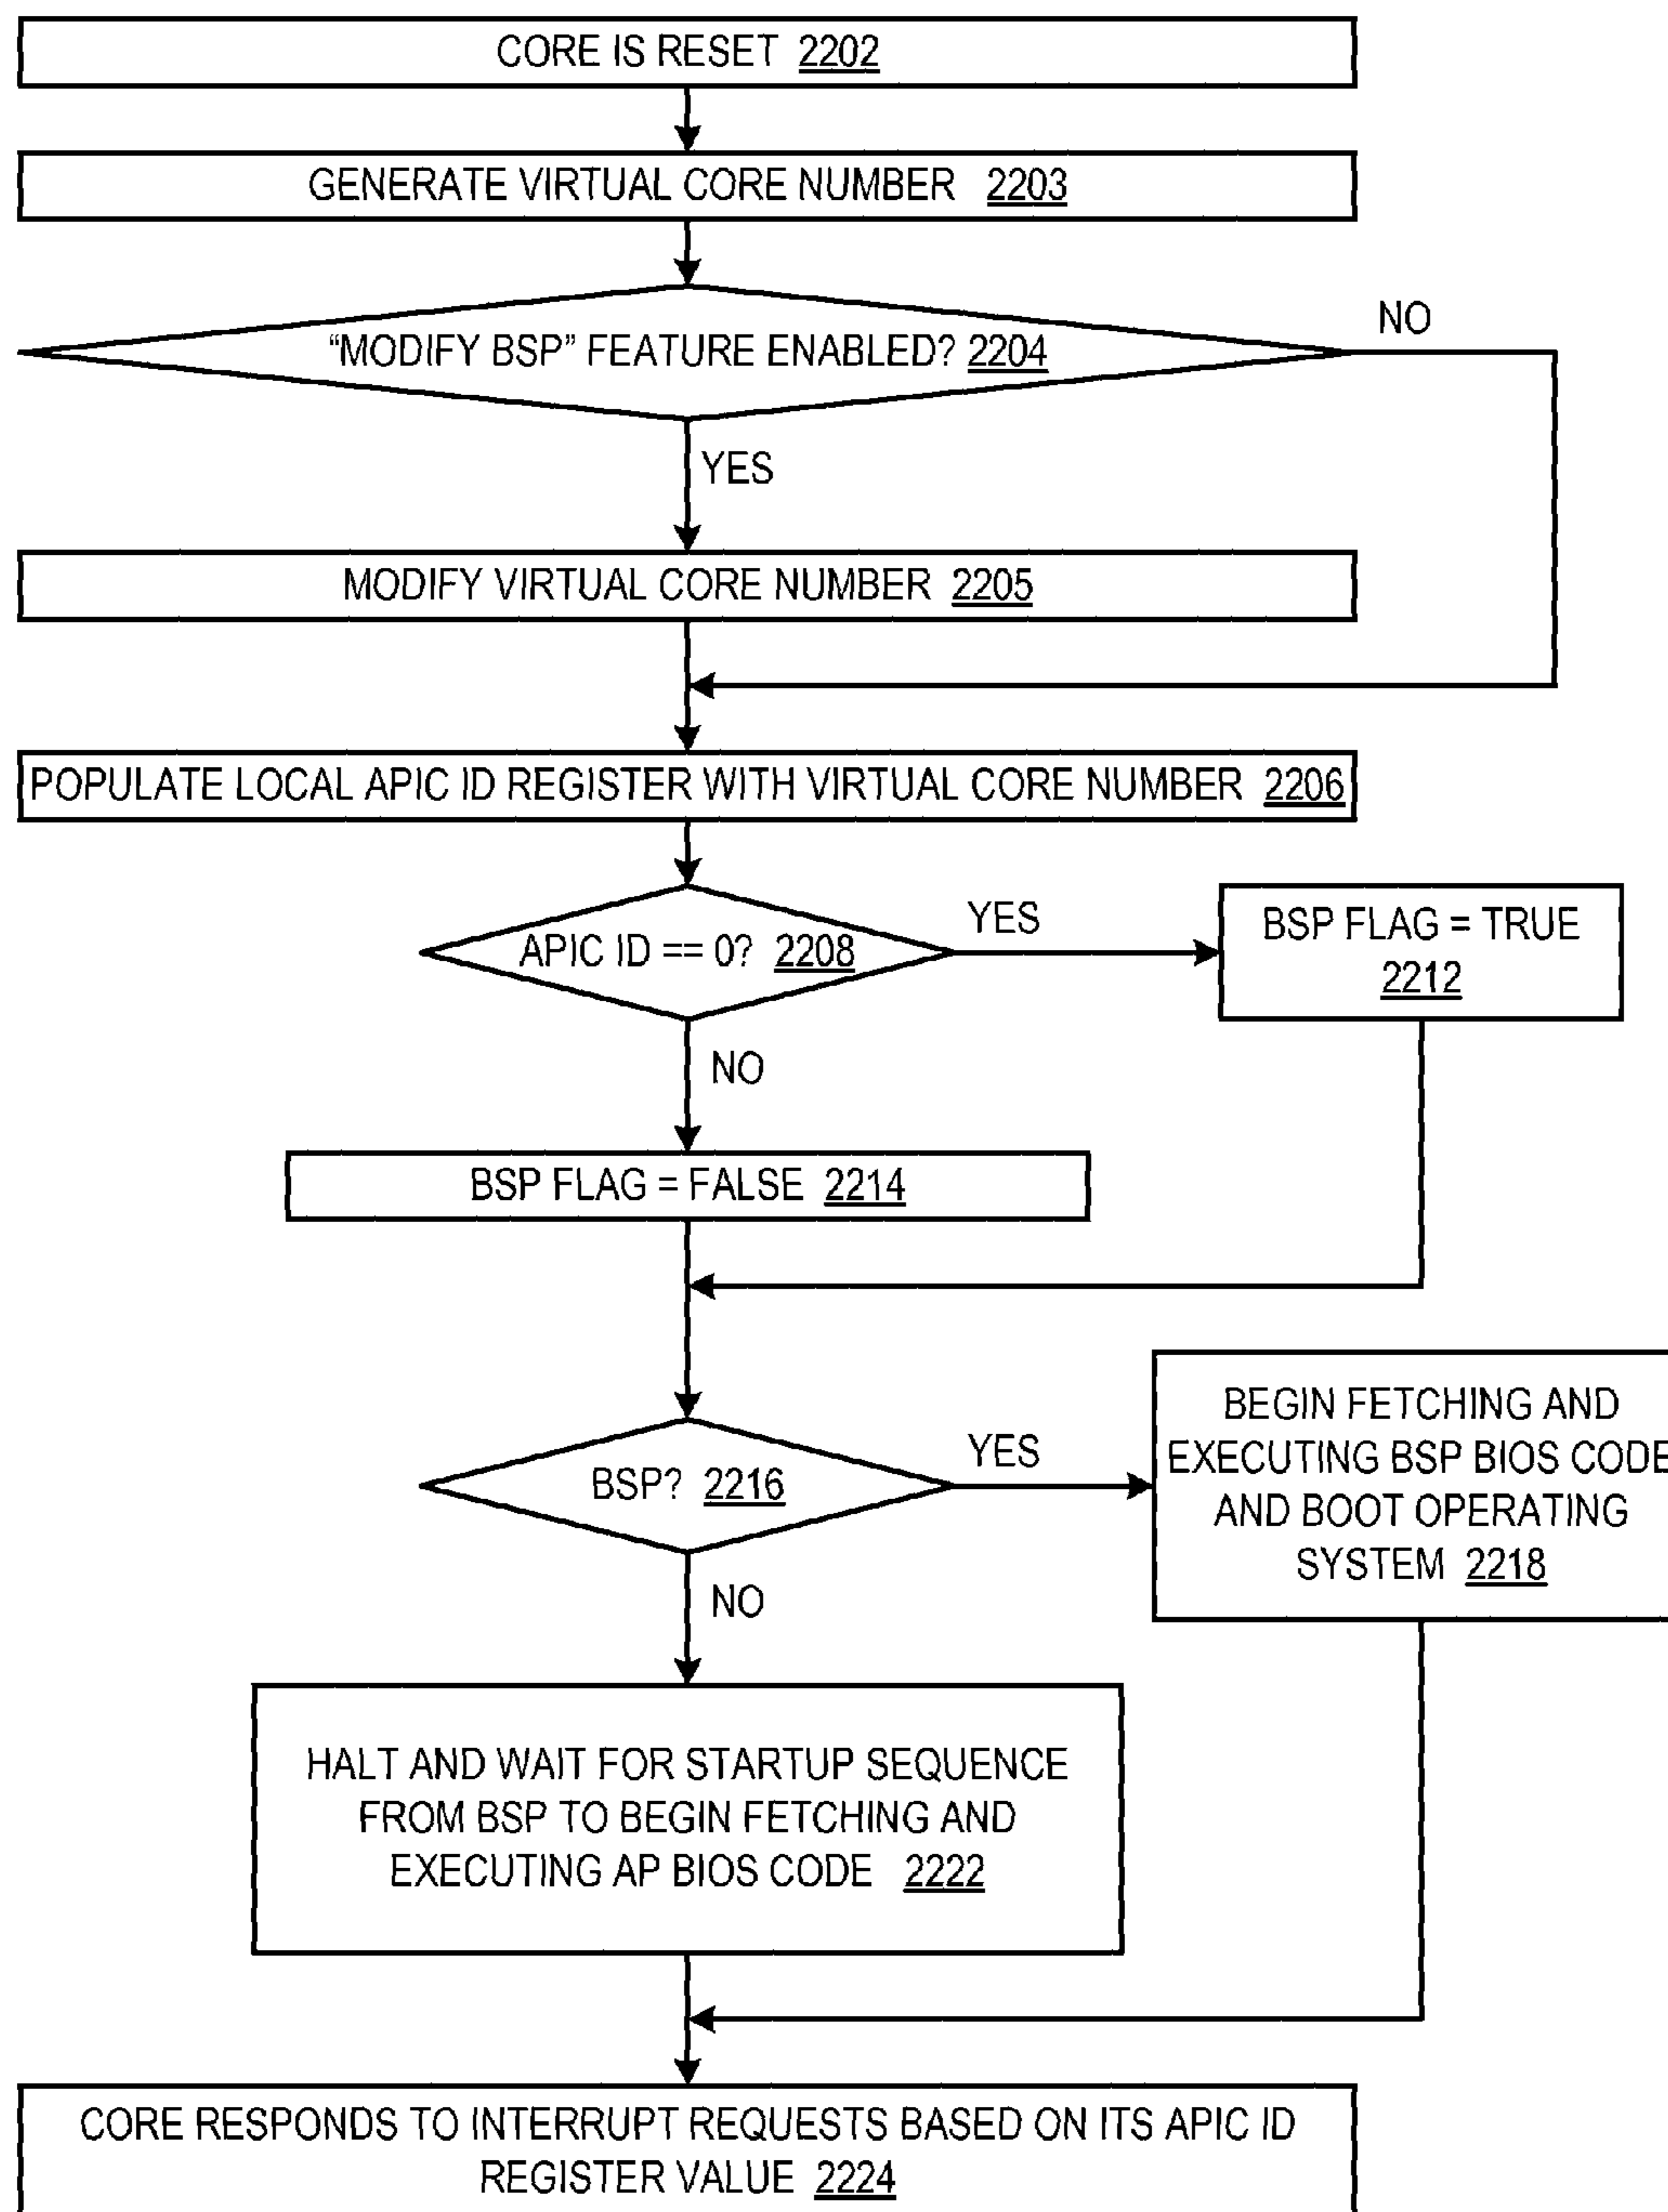 CORE IS RESET 2202
GENERATE VIRTUAL CORE NUMBER 2203
“MODIFY BSP” FEATURE ENABLED? 2204
NO
YES
MODIFY VIRTUAL CORE NUMBER 2205
POPULATE LOCAL APIC ID REGISTER WITH VIRTUAL CORE NUMBER 2206
APIC ID == 0? 2208
YES
BSP FLAG = TRUE
2212
NO
BSP FLAG = FALSE 2214
BSP? 2216
YES
BEGIN FETCHING AND
EXECUTING BSP BIOS CODE
AND BOOT OPERATING
SYSTEM 2218
NO
HALT AND WAIT FOR STARTUP SEQUENCE
FROM BSP TO BEGIN FETCHING AND
EXECUTING AP BIOS CODE 2222
CORE RESPONDS TO INTERRUPT REQUESTS BASED ON ITS APIC ID
REGISTER VALUE 2224